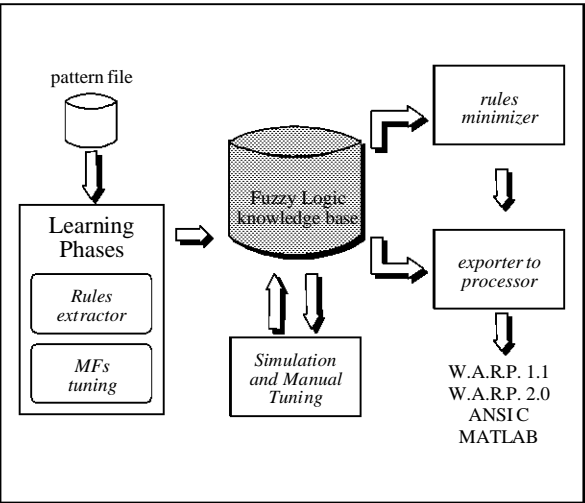 pattern file
Learning
Phases
Rules
extractor
MFs
tuning
Fuzzy Logic
knowledge base
Simulation
and Manual
Tuning
rules
minimizer
exporter to
processor
W.A.R.P. 1.1
W.A.R.P. 2.0
ANSI C
MATLAB